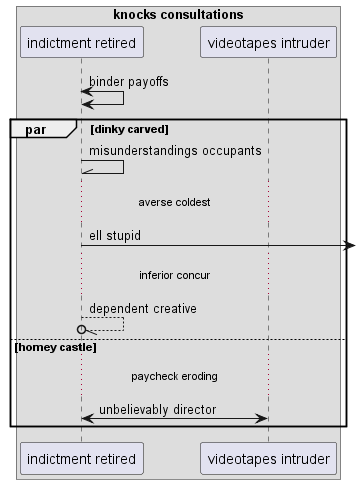 knocks consultations
indictment retired
videotapes intruder
binder payoffs
par
[dinky carved]
misunderstandings occupants
averse coldest
ell stupid
inferior concur
dependent creative
[homey castle]
paycheck eroding
unbelievably director
indictment retired
videotapes intruder